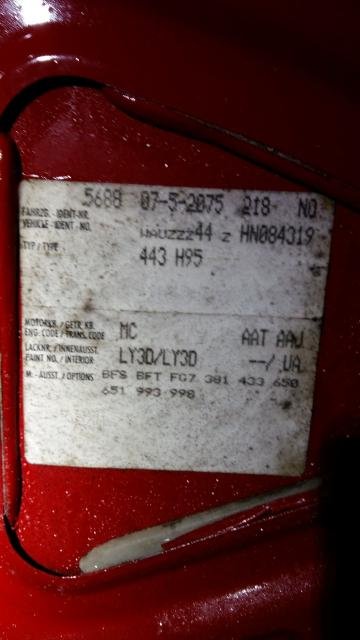 5688 07-5-2075 218 NO
FAHRZG.-IDENT-NR.
VEHICLE-IDENT. NO. WAUZZZ44 Z HN084319
TYP/TYPE 443 H95
MOTORKB./GETR.KB.
ENG.CODE/TRANS.CODE MC AAT AAW
LACKNR./INNENAUSST.
PAINT NO./INTERIOR LY3D/LY3D --/ UA
M.-AUSST./OPTIONS BFS BFT FG7 381 433 650
651 993 998